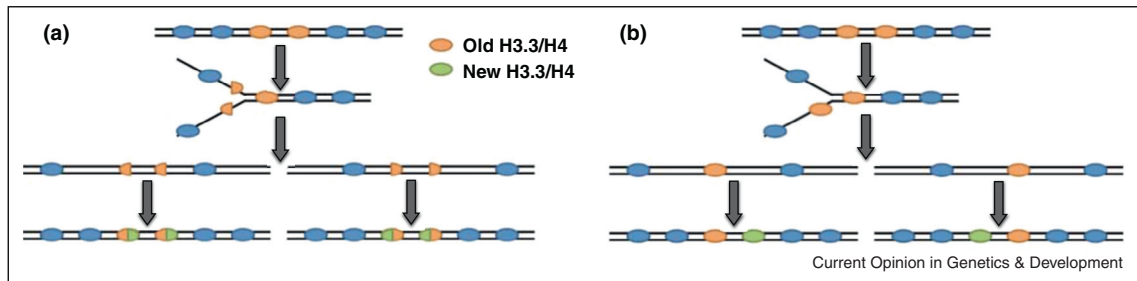 (a)
Old H3.3/H4
New H3.3/H4
(b)
Current Opinion in Genetics & Development